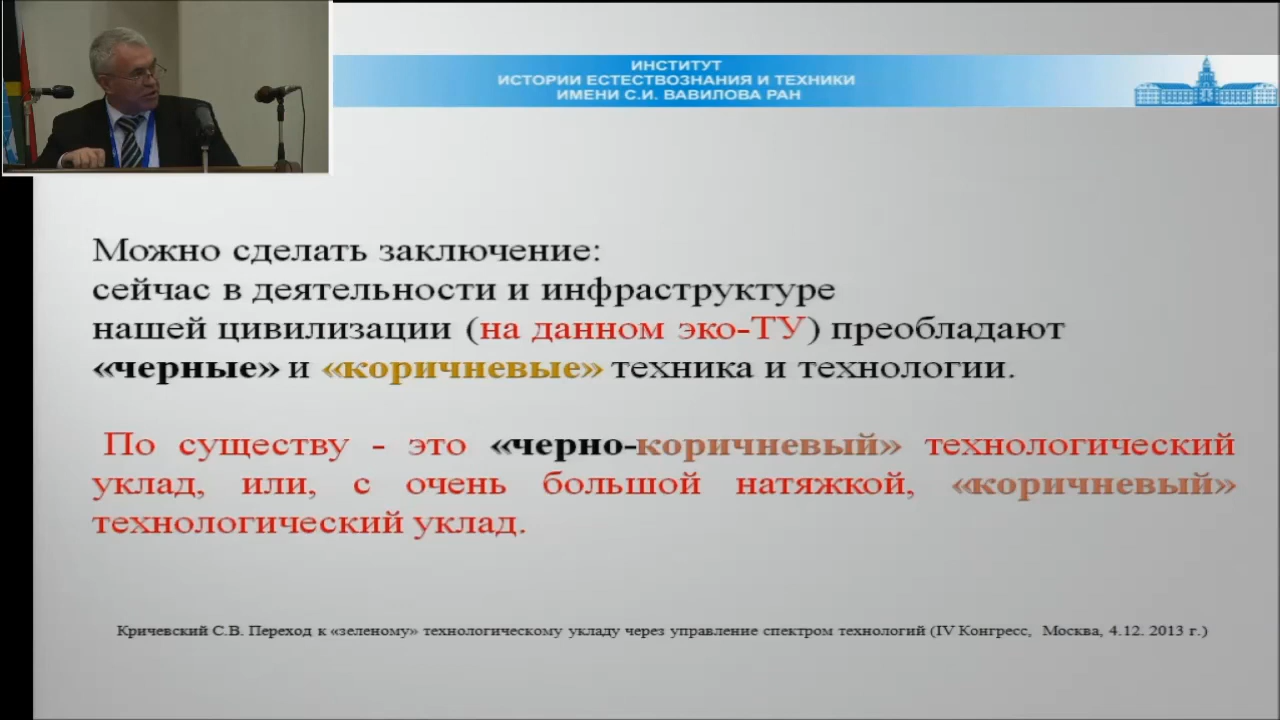 ИНСТИТУТ
ИСТОРИИ ЕСТЕСТВОЗНАНИЯ И ТЕХНИКИ
ИМЕНИ С.И. ВАВИЛОВА РАН
Можно сделать заключение:
сейчас в деятельности и инфраструктуре
нашей цивилизации (на данном эко-ТУ) преобладают
«черные» и «коричневые» техника и технологии.
По существу - это «черно-коричневый» технологический
уклад, или, с очень большой натяжкой, «коричневый»
технологический уклад.
Кричевский С.В. Переход к «зеленому» технологическому укладу через управление спектром технологий (IV Конгресс, Москва, 4.12. 2013 г.)